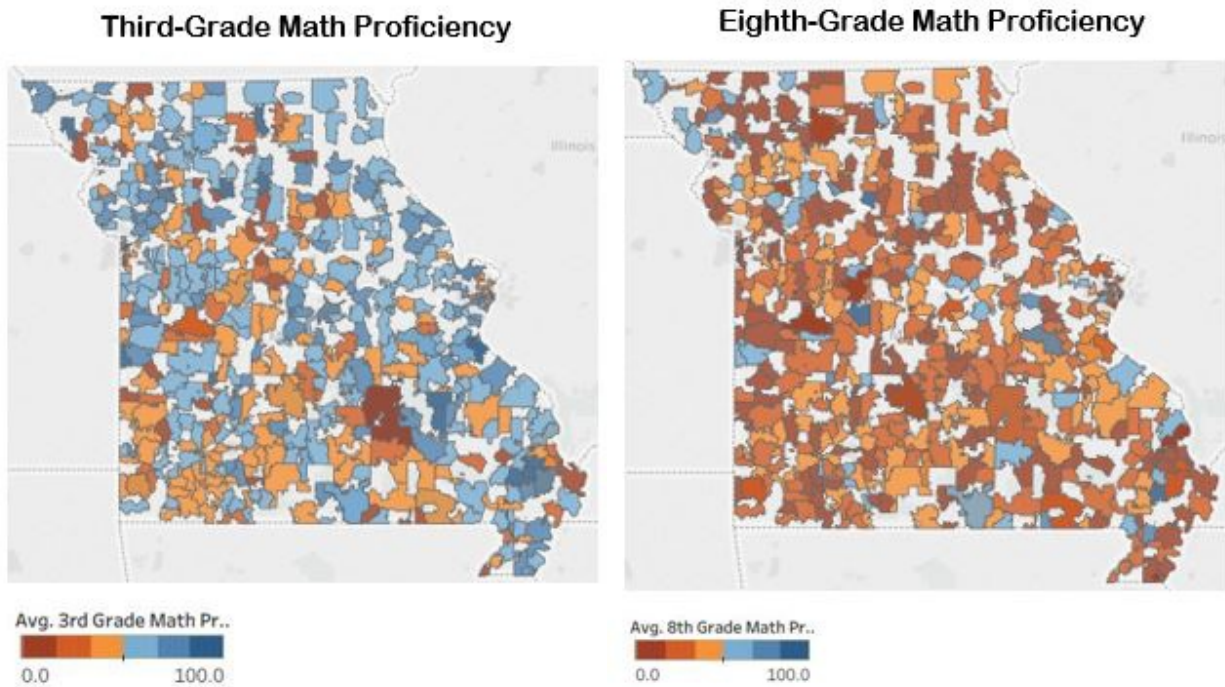 Third-Grade Math Proficiency
Eighth-Grade Math Proficiency
Illinois
Illinois
Avg. 3rd Grade Math Pr..
0.0 100.0
Avg. 8th Grade Math Pr..
0.0 100.0